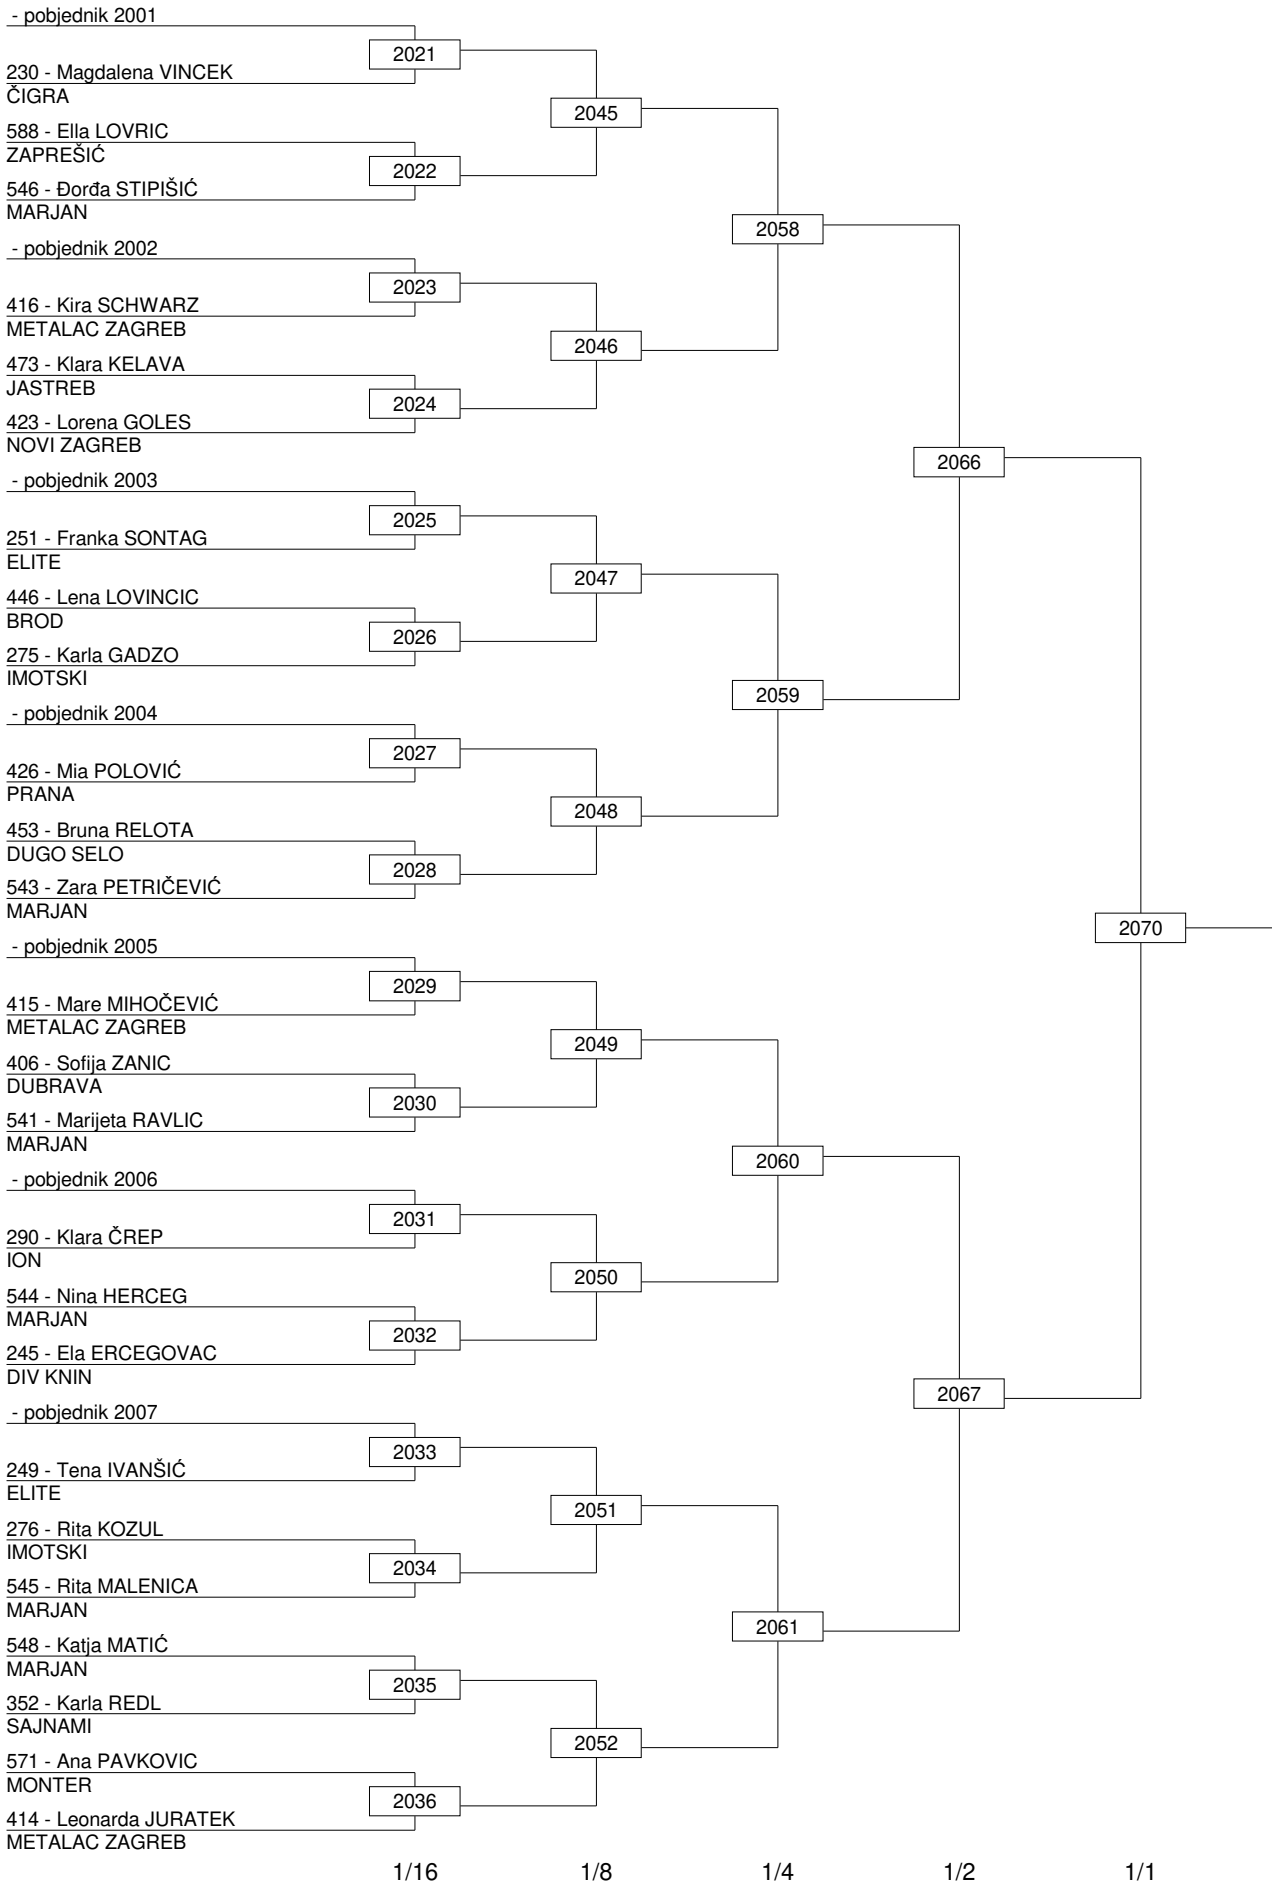 - pobjednik 2001
2021
230 - Magdalena VINCEK
ČIGRA
2045
588 - Ella LOVRIC
ZAPREŠIĆ
2022
546 - Đorđa STIPIŠIĆ
MARJAN
2058
- pobjednik 2002
2023
416 - Kira SCHWARZ
METALAC ZAGREB
2046
473 - Klara KELAVA
JASTREB
2024
423 - Lorena GOLES
NOVI ZAGREB
2066
- pobjednik 2003
2025
251 - Franka SONTAG
ELITE
2047
446 - Lena LOVINCIC
BROD
2026
275 - Karla GADZO
IMOTSKI
2059
- pobjednik 2004
2027
426 - Mia POLOVIĆ
PRANA
2048
453 - Bruna RELOTA
DUGO SELO
2028
543 - Zara PETRIČEVIĆ
MARJAN
2070
- pobjednik 2005
2029
415 - Mare MIHOČEVIĆ
METALAC ZAGREB
2049
406 - Sofija ZANIC
DUBRAVA
2030
541 - Marijeta RAVLIC
MARJAN
2060
- pobjednik 2006
2031
290 - Klara ČREP
ION
2050
544 - Nina HERCEG
MARJAN
2032
245 - Ela ERCEGOVAC
DIV KNIN
2067
- pobjednik 2007
2033
249 - Tena IVANŠIĆ
ELITE
2051
276 - Rita KOZUL
IMOTSKI
2034
545 - Rita MALENICA
MARJAN
2061
548 - Katja MATIĆ
MARJAN
2035
352 - Karla REDL
SAJNAMI
2052
571 - Ana PAVKOVIC
MONTER
2036
414 - Leonarda JURATEK
METALAC ZAGREB
1/16 1/8 1/4 1/2 1/1